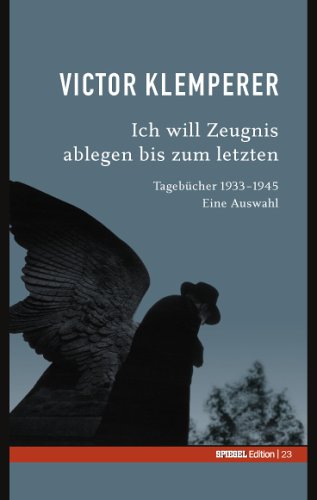 VICTOR KLEMPERER
Ich will Zeugnis
ablegen bis zum letzten
Tagebücher 1933–1945
Eine Auswahl
SPIEGEL Edition | 23